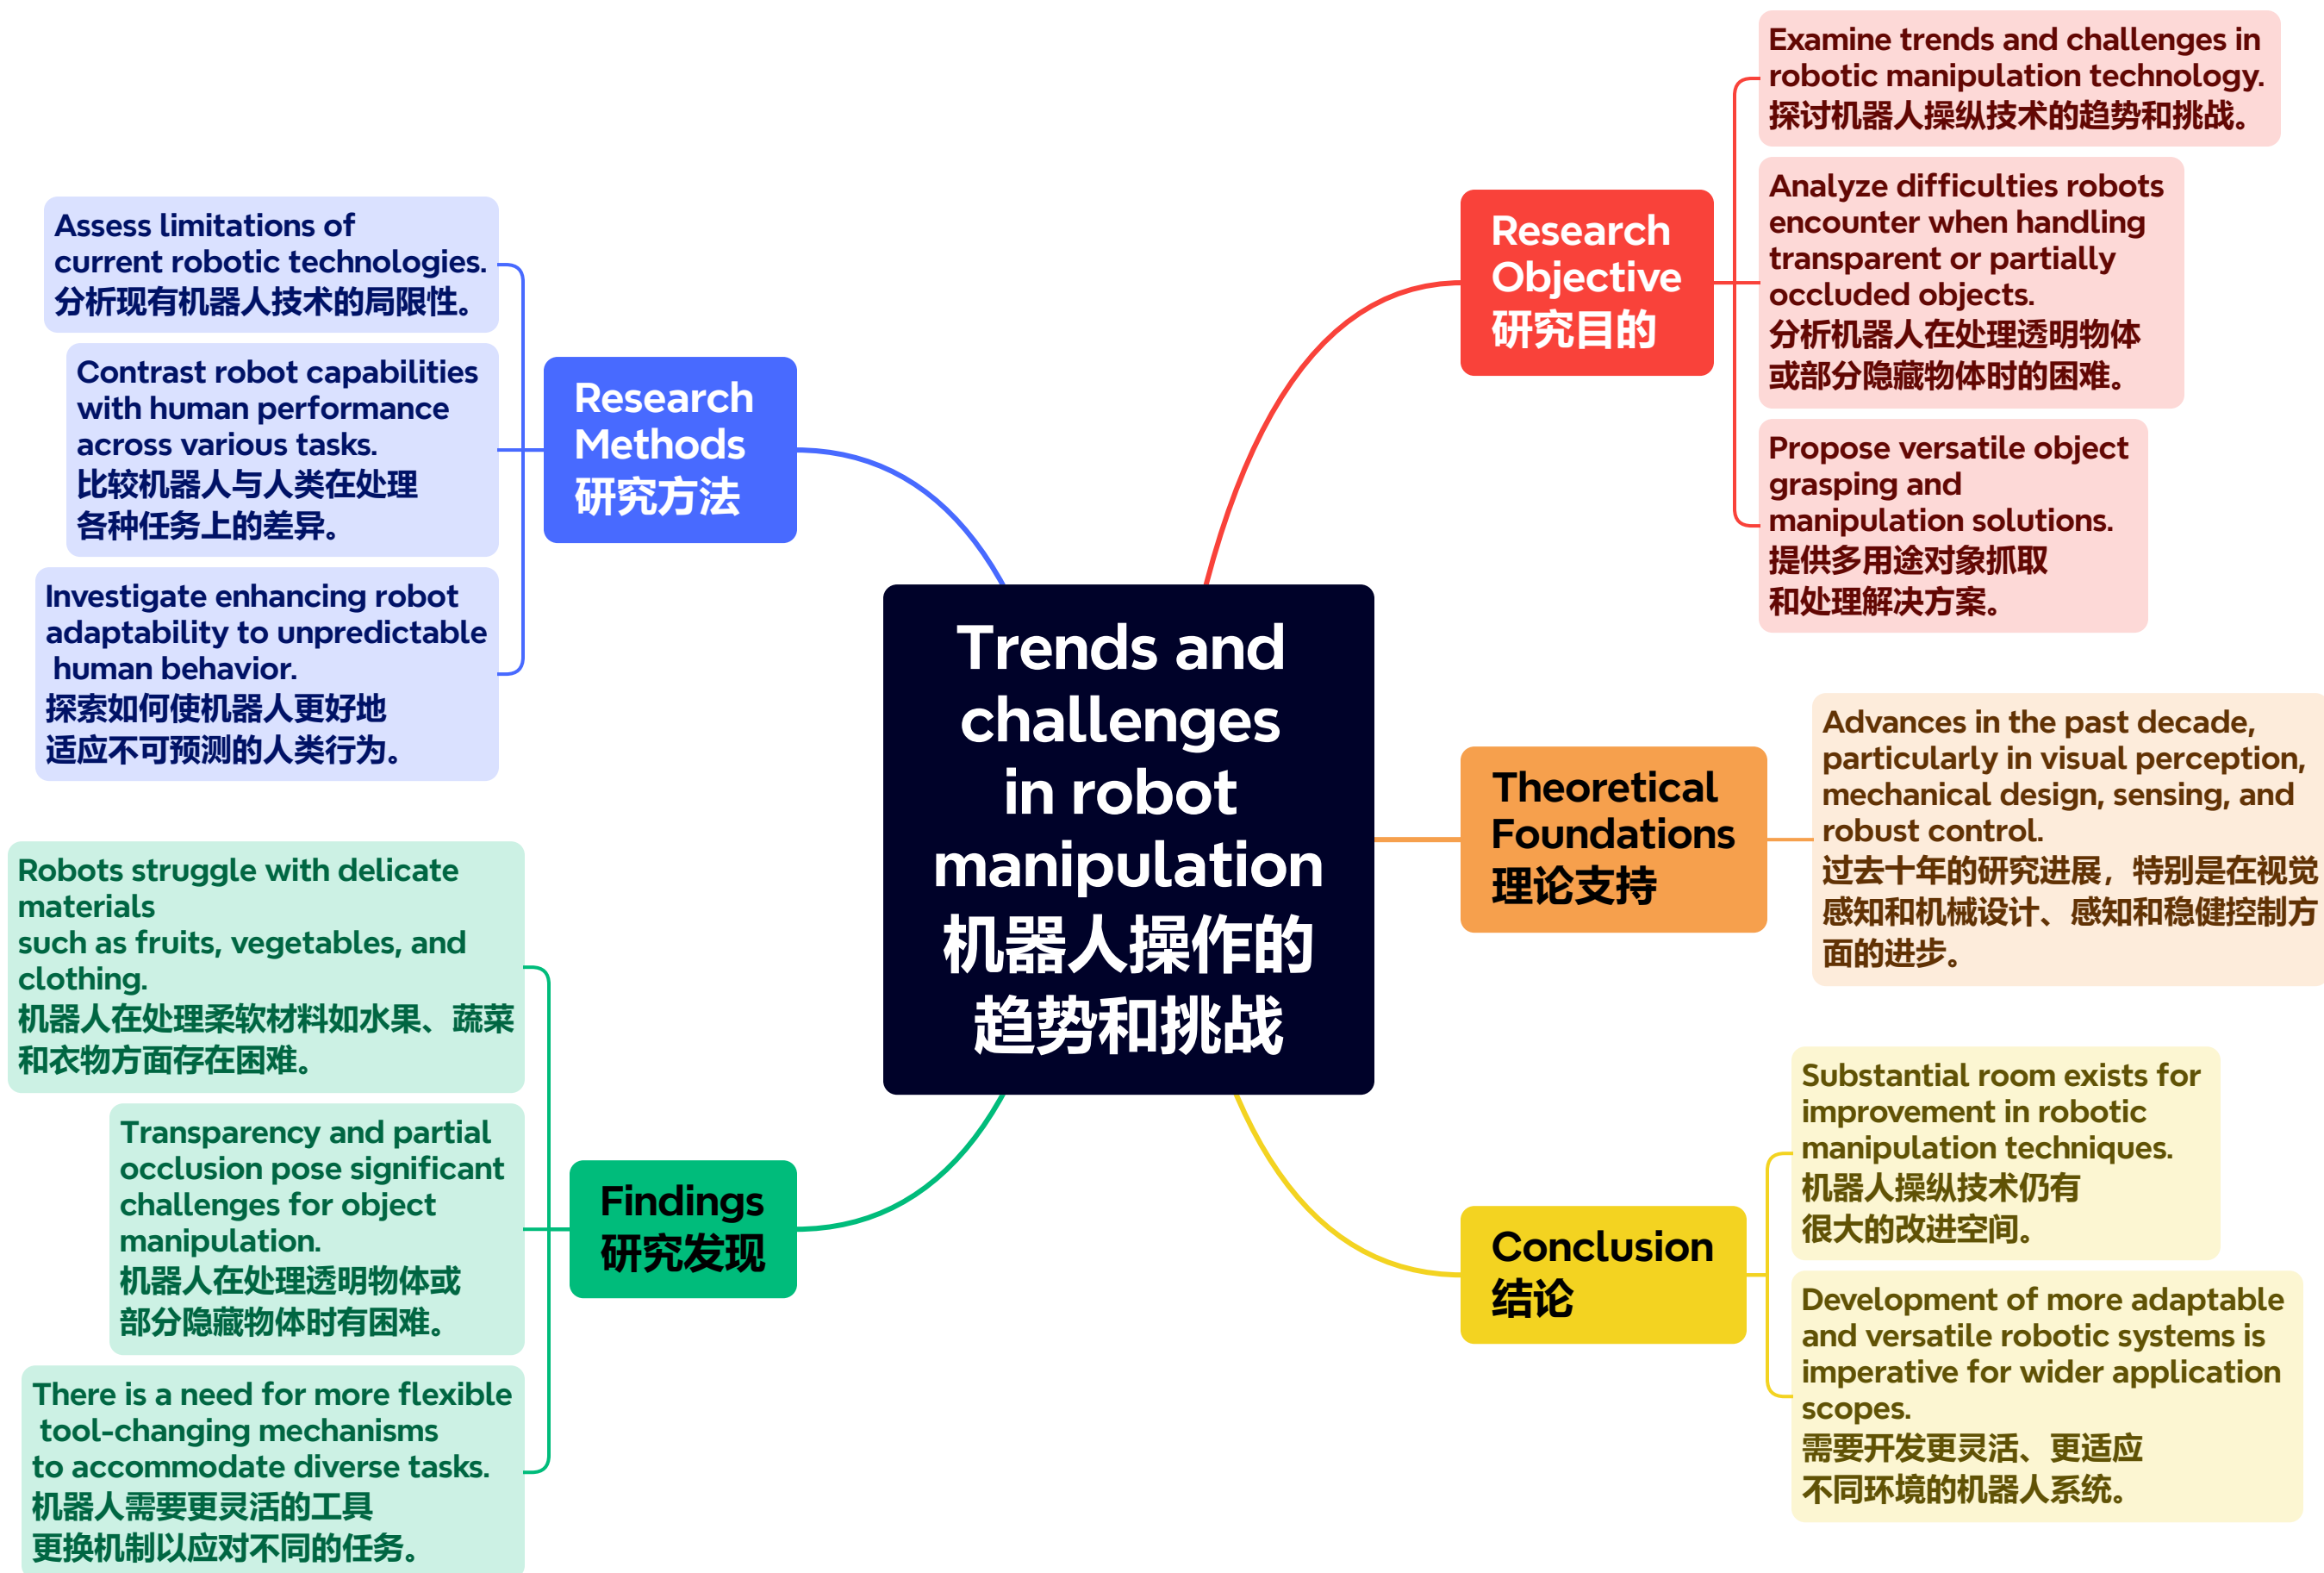 Trends and
challenges
in robot
manipulation
机器人操作的
趋势和挑战
Research
Objective
研究目的
Examine trends and challenges in
robotic manipulation technology.
探讨机器人操纵技术的趋势和挑战。
Analyze difficulties robots
encounter when handling
transparent or partially
occluded objects.
分析机器人在处理透明物体
或部分隐藏物体时的困难。
Propose versatile object
grasping and
manipulation solutions.
提供多用途对象抓取
和处理解决方案。
Theoretical
Foundations
理论支持
Advances in the past decade,
particularly in visual perception,
mechanical design, sensing, and
robust control.
过去十年的研究进展，特别是在视觉
感知和机械设计、感知和稳健控制方
面的进步。
Conclusion
结论
Substantial room exists for
improvement in robotic
manipulation techniques.
机器人操纵技术仍有
很大的改进空间。
Development of more adaptable
and versatile robotic systems is
imperative for wider application
scopes.
需要开发更灵活、更适应
不同环境的机器人系统。
Research
Methods
研究方法
Assess limitations of
current robotic technologies.
分析现有机器人技术的局限性。
Contrast robot capabilities
with human performance
across various tasks.
比较机器人与人类在处理
各种任务上的差异。
Investigate enhancing robot
adaptability to unpredictable
human behavior.
探索如何使机器人更好地
适应不可预测的人类行为。
Findings
研究发现
Robots struggle with delicate
materials
such as fruits, vegetables, and
clothing.
机器人在处理柔软材料如水果、蔬菜
和衣物方面存在困难。
Transparency and partial
occlusion pose significant
challenges for object
manipulation.
机器人在处理透明物体或
部分隐藏物体时有困难。
There is a need for more flexible
tool-changing mechanisms
to accommodate diverse tasks.
机器人需要更灵活的工具
更换机制以应对不同的任务。